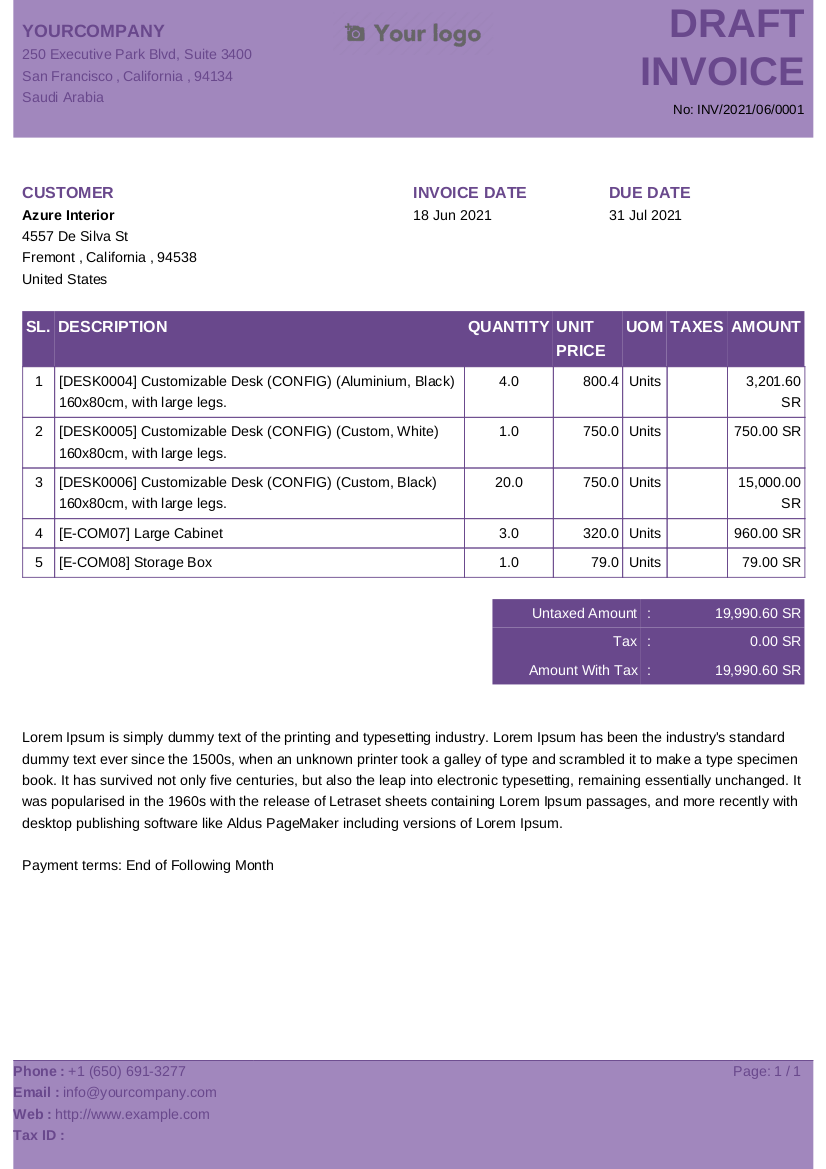 YOURCOMPANY
250 Executive Park Blvd, Suite 3400
San Francisco , California , 94134
Saudi Arabia
Your logo
DRAFT
INVOICE
No: INV/2021/06/0001
CUSTOMER
Azure Interior
4557 De Silva St
Fremont , California , 94538
United States
INVOICE DATE
18 Jun 2021
DUE DATE
31 Jul 2021
SL. DESCRIPTION QUANTITY UNIT PRICE UOM TAXES AMOUNT
1 [DESK0004] Customizable Desk (CONFIG) (Aluminium, Black) 4.0 800.4 Units 3,201.60
160x80cm, with large legs. SR
2 [DESK0005] Customizable Desk (CONFIG) (Custom, White) 1.0 750.0 Units 750.00 SR
160x80cm, with large legs.
3 [DESK0006] Customizable Desk (CONFIG) (Custom, Black) 20.0 750.0 Units 15,000.00
160x80cm, with large legs. SR
4 [E-COM07] Large Cabinet 3.0 320.0 Units 960.00 SR
5 [E-COM08] Storage Box 1.0 79.0 Units 79.00 SR
Untaxed Amount : 19,990.60 SR
Tax : 0.00 SR
Amount With Tax : 19,990.60 SR
Lorem Ipsum is simply dummy text of the printing and typesetting industry. Lorem Ipsum has been the industry's standard
dummy text ever since the 1500s, when an unknown printer took a galley of type and scrambled it to make a type specimen
book. It has survived not only five centuries, but also the leap into electronic typesetting, remaining essentially unchanged. It
was popularised in the 1960s with the release of Letraset sheets containing Lorem Ipsum passages, and more recently with
desktop publishing software like Aldus PageMaker including versions of Lorem Ipsum.
Payment terms: End of Following Month
Phone : +1 (650) 691-3277 Page: 1 / 1
Email : info@yourcompany.com
Web : http://www.example.com
Tax ID :